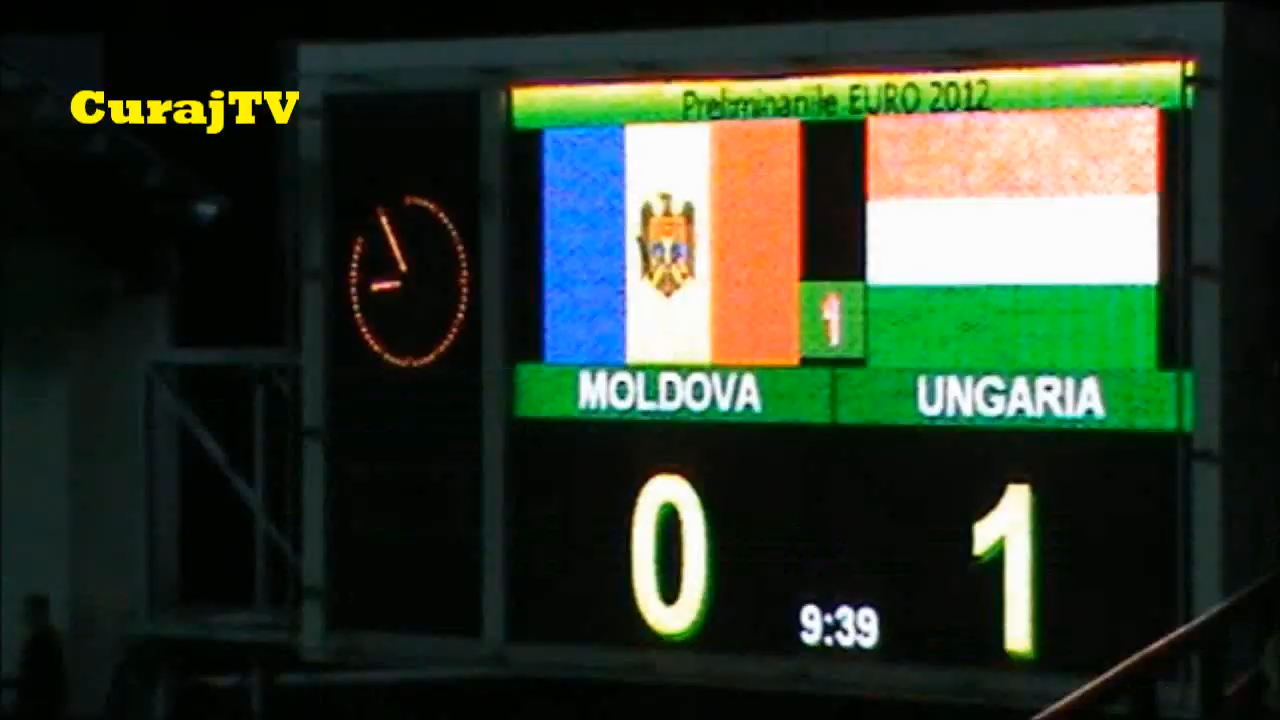 CurajTV
Preliminariile EURO 2012
1
MOLDOVA UNGARIA
0 1
9:39